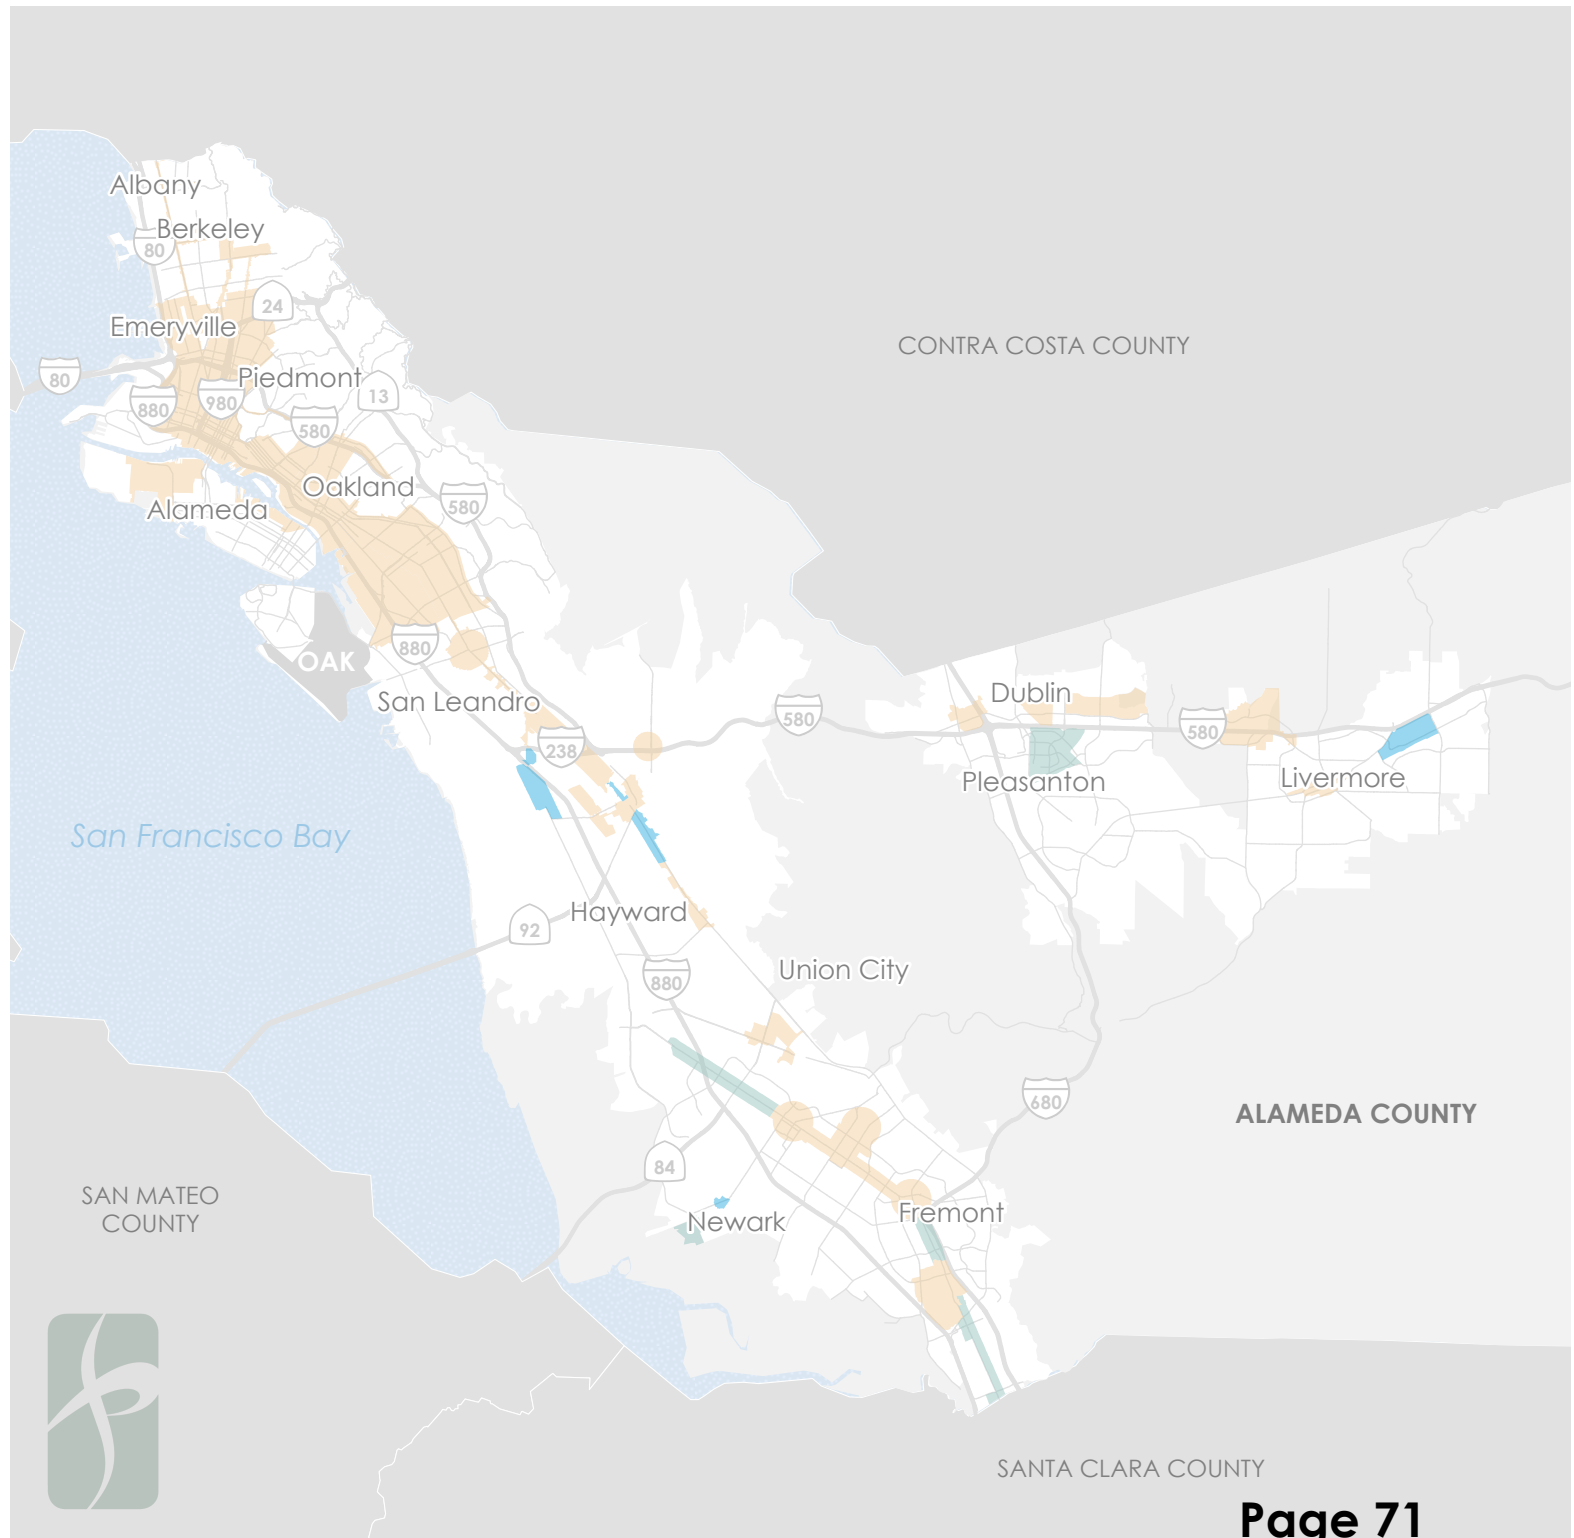 Albany
Berkeley
80
24
Emeryville
CONTRA COSTA COUNTY
80
Piedmont
13
880
980
580
Oakland
580
Alameda
880
OAK
San Leandro
Dublin
580
580
238
Pleasanton
Livermore
San Francisco Bay
Hayward
92
Union City
880
680
ALAMEDA COUNTY
84
SAN MATEO
COUNTY
Newark
Fremont
SANTA CLARA COUNTY
Page 71